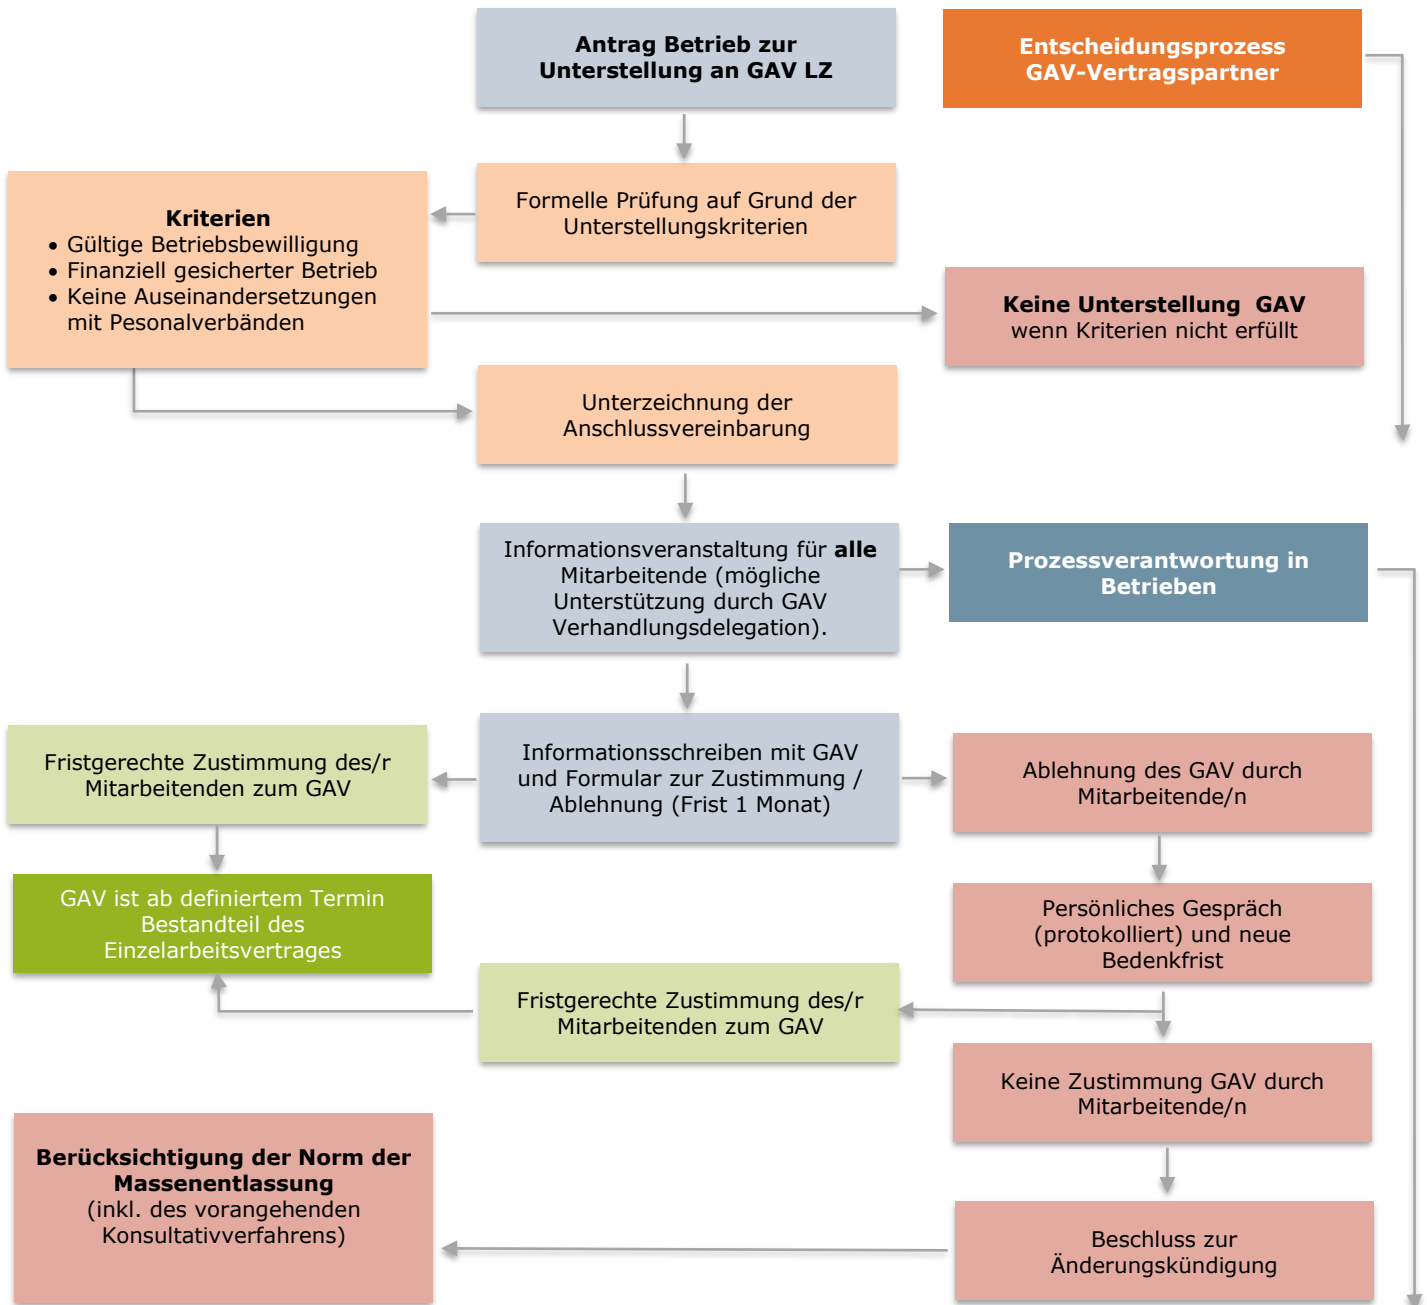 Antrag Betrieb zur
Unterstellung an GAV LZ
Entscheidungsprozess
GAV-Vertragspartner
Formelle Prüfung auf Grund der
Unterstellungskriterien
Kriterien
• Gültige Betriebsbewilligung
• Finanziell gesicherter Betrieb
• Keine Auseinandersetzungen
mit Pesonalverbänden
Keine Unterstellung GAV
wenn Kriterien nicht erfüllt
Unterzeichnung der
Anschlussvereinbarung
Informationsveranstaltung für alle
Mitarbeitende (mögliche
Unterstützung durch GAV
Verhandlungsdelegation).
Prozessverantwortung in
Betrieben
Fristgerechte Zustimmung des/r
Mitarbeitenden zum GAV
Informationsschreiben mit GAV
und Formular zur Zustimmung /
Ablehnung (Frist 1 Monat)
Ablehnung des GAV durch
Mitarbeitende/n
GAV ist ab definiertem Termin
Bestandteil des
Einzelarbeitsvertrages
Persönliches Gespräch
(protokolliert) und neue
Bedenkfrist
Fristgerechte Zustimmung des/r
Mitarbeitenden zum GAV
Keine Zustimmung GAV durch
Mitarbeitende/n
Berücksichtigung der Norm der
Massenentlassung
(inkl. des vorangehenden
Konsultativverfahrens)
Beschluss zur
Änderungskündigung